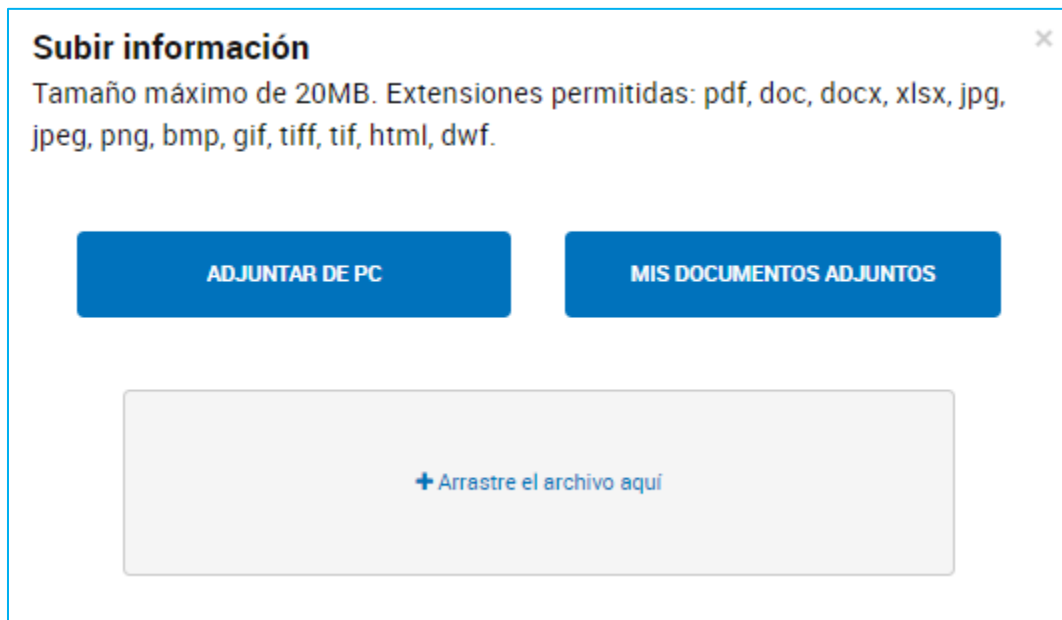 Subir información
Tamaño máximo de 20MB. Extensiones permitidas: pdf, doc, docx, xlsx, jpg,
jpeg, png, bmp, gif, tiff, tif, html, dwf.
ADJUNTAR DE PC
MIS DOCUMENTOS ADJUNTOS
+ Arrastre el archivo aquí